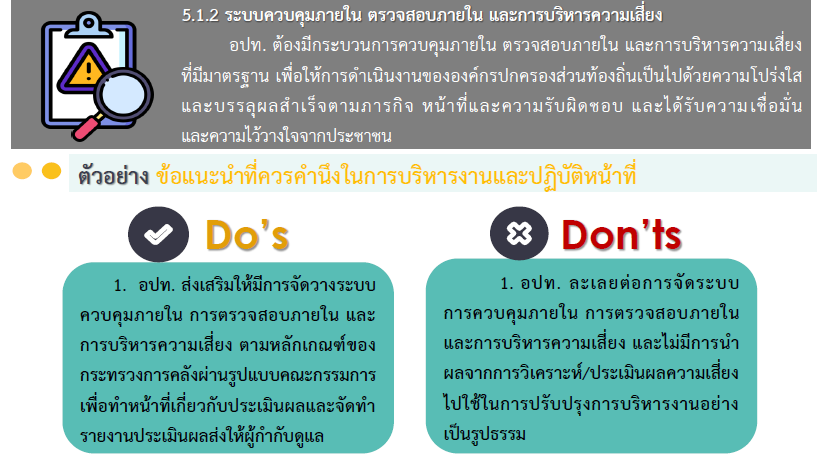 5.1.2 ระบบควบคุมภายใน ตรวจสอบภายใน และการบริหารความเสี่ยง
อปท. ต้องมีกระบวนการควบคุมภายใน ตรวจสอบภายใน และการบริหารความเสี่ยง
ที่มีมาตรฐาน เพื่อให้การดำเนินงานขององค์กรปกครองส่วนท้องถิ่นเป็นไปด้วยความโปร่งใส
และบรรลุผลสำเร็จตามภารกิจ หน้าที่และความรับผิดชอบ และได้รับความเชื่อมั่น
และความไว้วางใจจากประชาชน
ตัวอย่าง ข้อแนะนำที่ควรคำนึงในการบริหารงานและปฏิบัติหน้าที่
Do's
1. อปท. ส่งเสริมให้มีการจัดวางระบบ
ควบคุมภายใน การตรวจสอบภายใน และ
การบริหารความเสี่ยง ตามหลักเกณฑ์ของ
กระทรวงการคลังผ่านรูปแบบคณะกรรมการ
เพื่อทำหน้าที่เกี่ยวกับประเมินผลและจัดทำ
รายงานประเมินผลส่งให้ผู้กำกับดูแล
Don'ts
1. อปท. ละเลยต่อการจัดระบบ
การควบคุมภายใน การตรวจสอบภายใน
และการบริหารความเสี่ยง และไม่มีการนำ
ผลจากการวิเคราะห์/ประเมินผลความเสี่ยง
ไปใช้ในการปรับปรุงการบริหารงานอย่าง
เป็นรูปธรรม